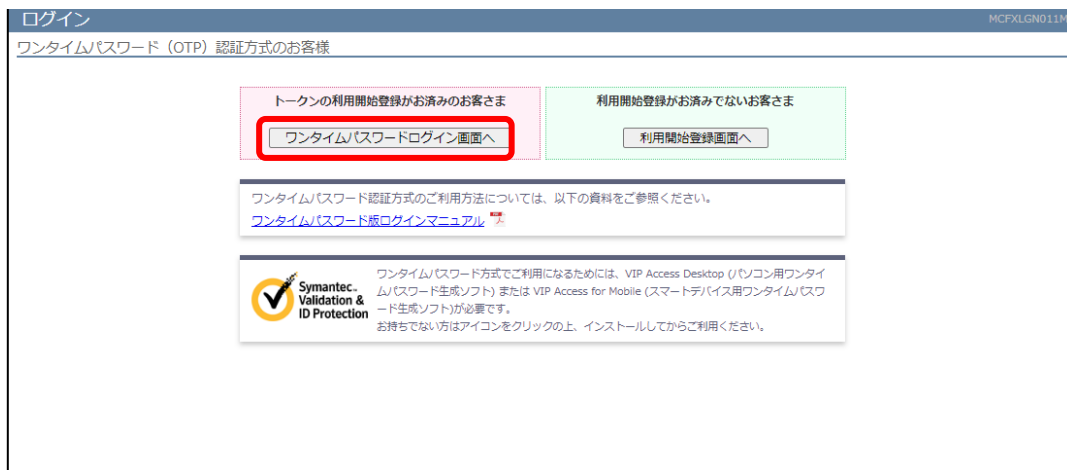 ログイン
MCFXLGN011M
ワンタイムパスワード（OTP）認証方式のお客様
トークンの利用開始登録がお済みのお客さま
ワンタイムパスワードログイン画面へ
利用開始登録がお済みでないお客さま
利用開始登録画面へ
ワンタイムパスワード認証方式のご利用方法については、以下の資料をご参照ください。
ワンタイムパスワード版ログインマニュアル
Symantec™
Validation &
ID Protection
ワンタイムパスワード方式でご利用になるためには、VIP Access Desktop (パソコン用ワンタイ
ムパスワード生成ソフト) または VIP Access for Mobile (スマートデバイス用ワンタイムパスワ
ード生成ソフト)が必要です。
お持ちでない方はアイコンをクリックの上、インストールしてからご利用ください。